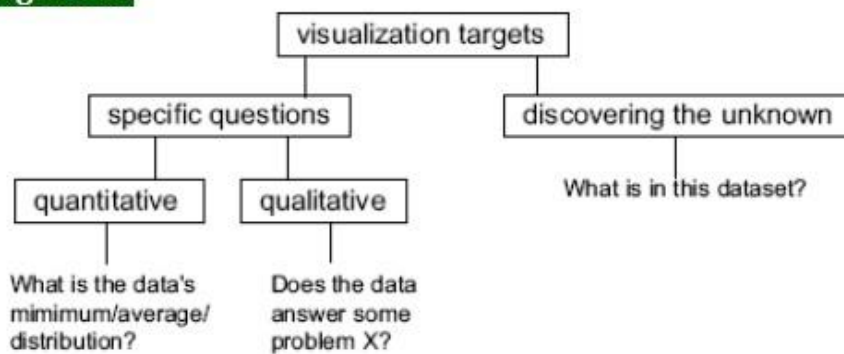 visualization targets
specific questions
discovering the unknown
quantitative
qualitative
What is in this dataset?
What is the data's
mimimum/average/
distribution?
Does the data
answer some
problem X?